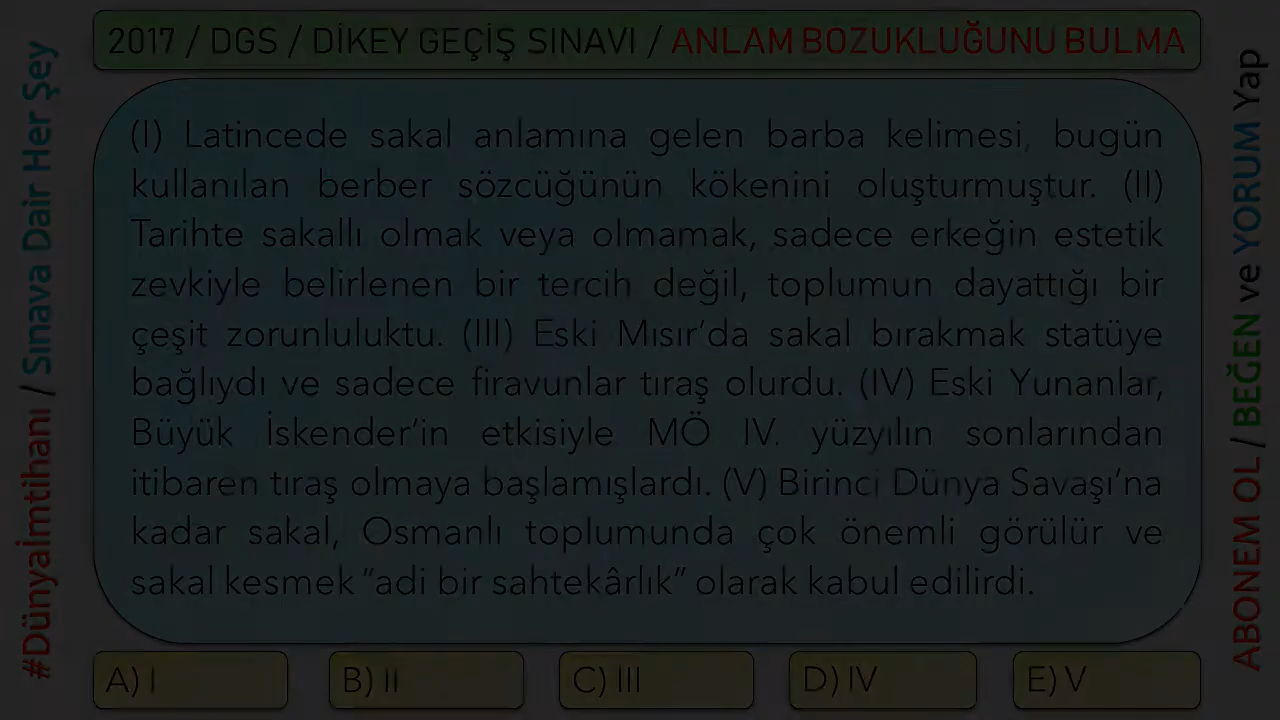 2017 / DGS / DİKEY GEÇİŞ SINAVI / ANLAM BOZUKLUĞUNU BULMA
(I) Latincede sakal anlamına gelen barba kelimesi, bugün
kullanılan berber sözcüğünün kökenini oluşturmuştur. (II)
Tarihte sakallı olmak veya olmamak, sadece erkeğin estetik
zevkiyle belirlenen bir tercih değil, toplumun dayattığı bir
çeşit zorunluluktu. (III) Eski Mısır’da sakal bırakmak statüye
bağlıydı ve sadece firavunlar tıraş olurdu. (IV) Eski Yunanlar,
Büyük İskender’in etkisiyle MÖ IV. yüzyılın sonlarından
itibaren tıraş olmaya başlamışlardı. (V) Birinci Dünya Savaşı’na
kadar sakal, Osmanlı toplumunda çok önemli görülür ve
sakal kesmek “adi bir sahtekârlık” olarak kabul edilirdi.
A) I
B) II
C) III
D) IV
E) V
#Dünyaimtihanı / Sınava Dair Her Şey
ABONEM OL / BEĞEN ve YORUM Yap